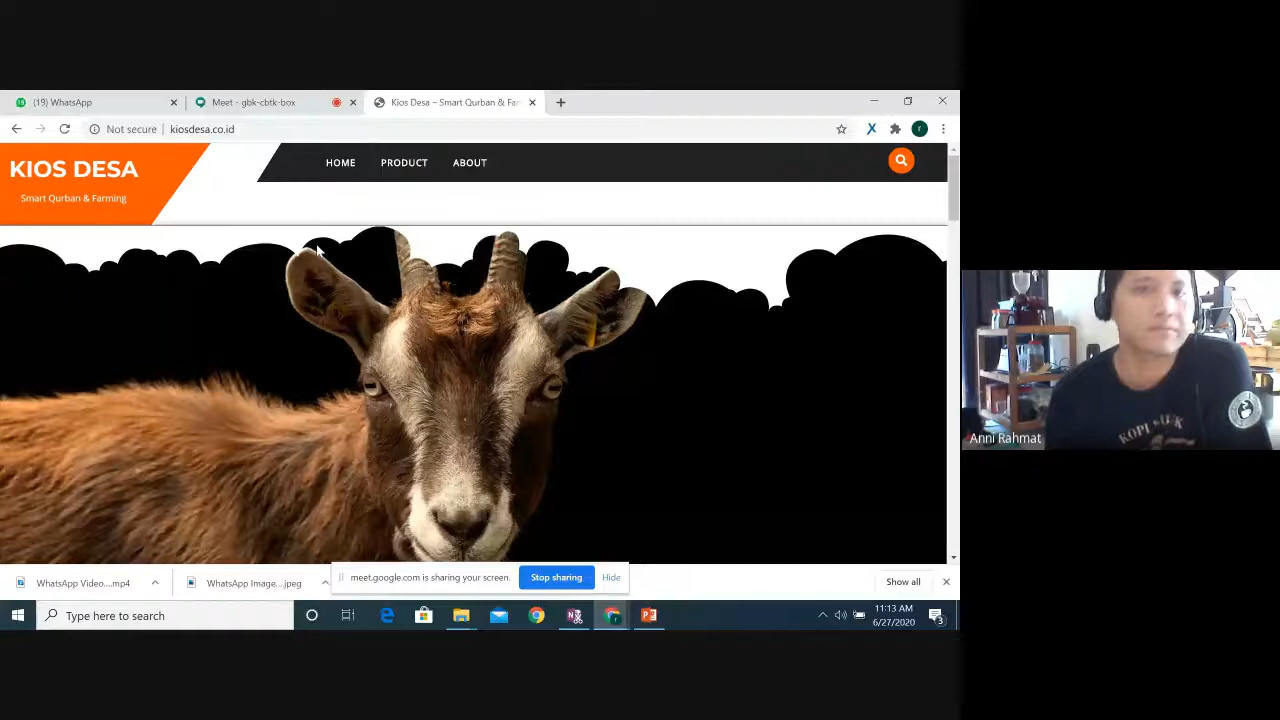 (19) WhatsApp
Meet - gbk-cbtk-box
Kios Desa – Smart Qurban & Far
Not secure | kiosdesa.co.id
KIOS DESA
Smart Qurban & Farming
HOME
PRODUCT
ABOUT
Anni Rahmat
meet.google.com is sharing your screen.
Stop sharing
Hide
WhatsApp Video....mp4
WhatsApp Image....jpeg
Show all
Type here to search
11:13 AM
6/27/2020
3